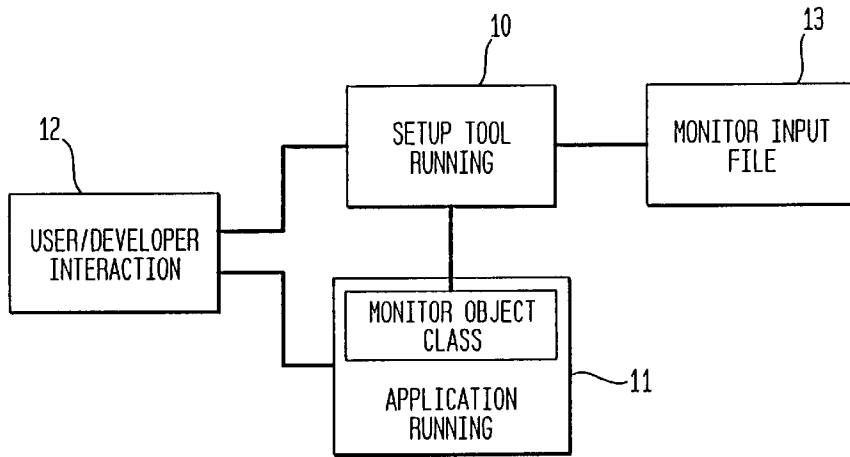 10
13
12
SETUP TOOL
RUNNING
MONITOR INPUT
FILE
USER/DEVELOPER
INTERACTION
MONITOR OBJECT
CLASS
APPLICATION
RUNNING
11